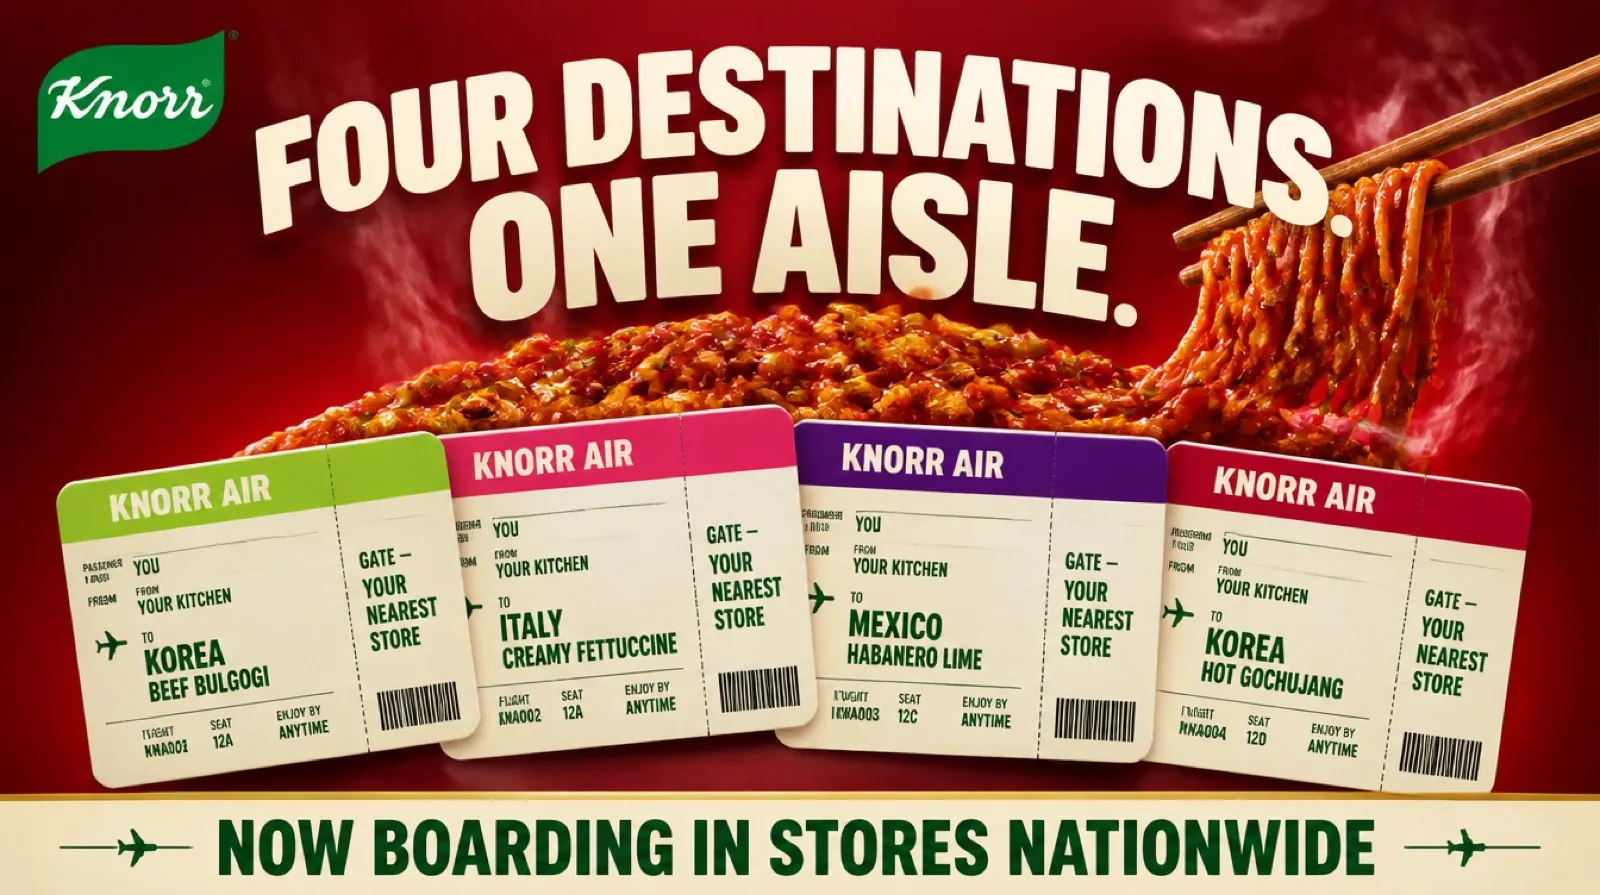 Knorr
FOUR DESTINATIONS.
ONE AISLE.
KNORR AIR
YOU
FROM
YOUR KITCHEN
TO
KOREA
BEEF BULGOGI
SEAT
12A
ENJOY BY
ANYTIME
GATE –
YOUR
NEAREST
STORE
KNORR AIR
YOU
FROM
YOUR KITCHEN
TO
ITALY
CREAMY FETTUCCINE
SEAT
12A
ENJOY BY
ANYTIME
GATE –
YOUR
NEAREST
STORE
KNORR AIR
YOU
FROM
YOUR KITCHEN
TO
MEXICO
HABANERO LIME
SEAT
12C
ENJOY BY
ANYTIME
GATE –
YOUR
NEAREST
STORE
KNORR AIR
YOU
FROM
YOUR KITCHEN
TO
KOREA
HOT GOCHUJANG
SEAT
12D
ENJOY BY
ANYTIME
GATE –
YOUR
NEAREST
STORE
NOW BOARDING IN STORES NATIONWIDE